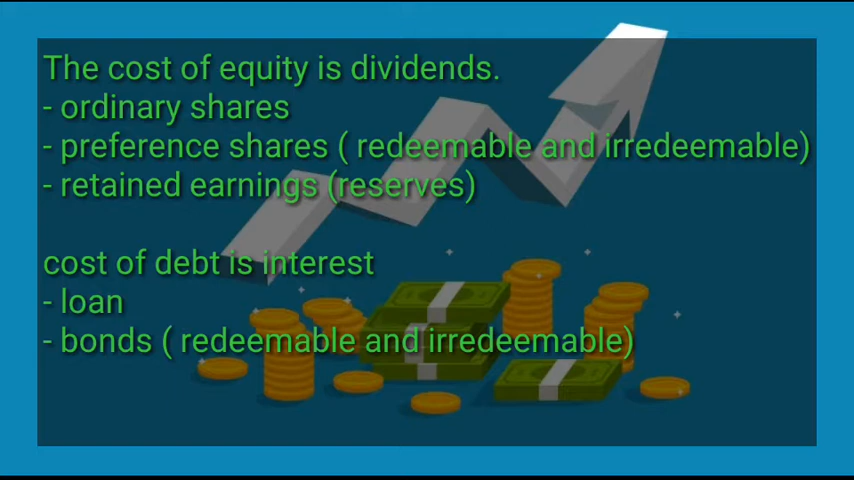 The cost of equity is dividends.
- ordinary shares
- preference shares ( redeemable and irredeemable)
- retained earnings (reserves)
cost of debt is interest
- loan
- bonds ( redeemable and irredeemable)